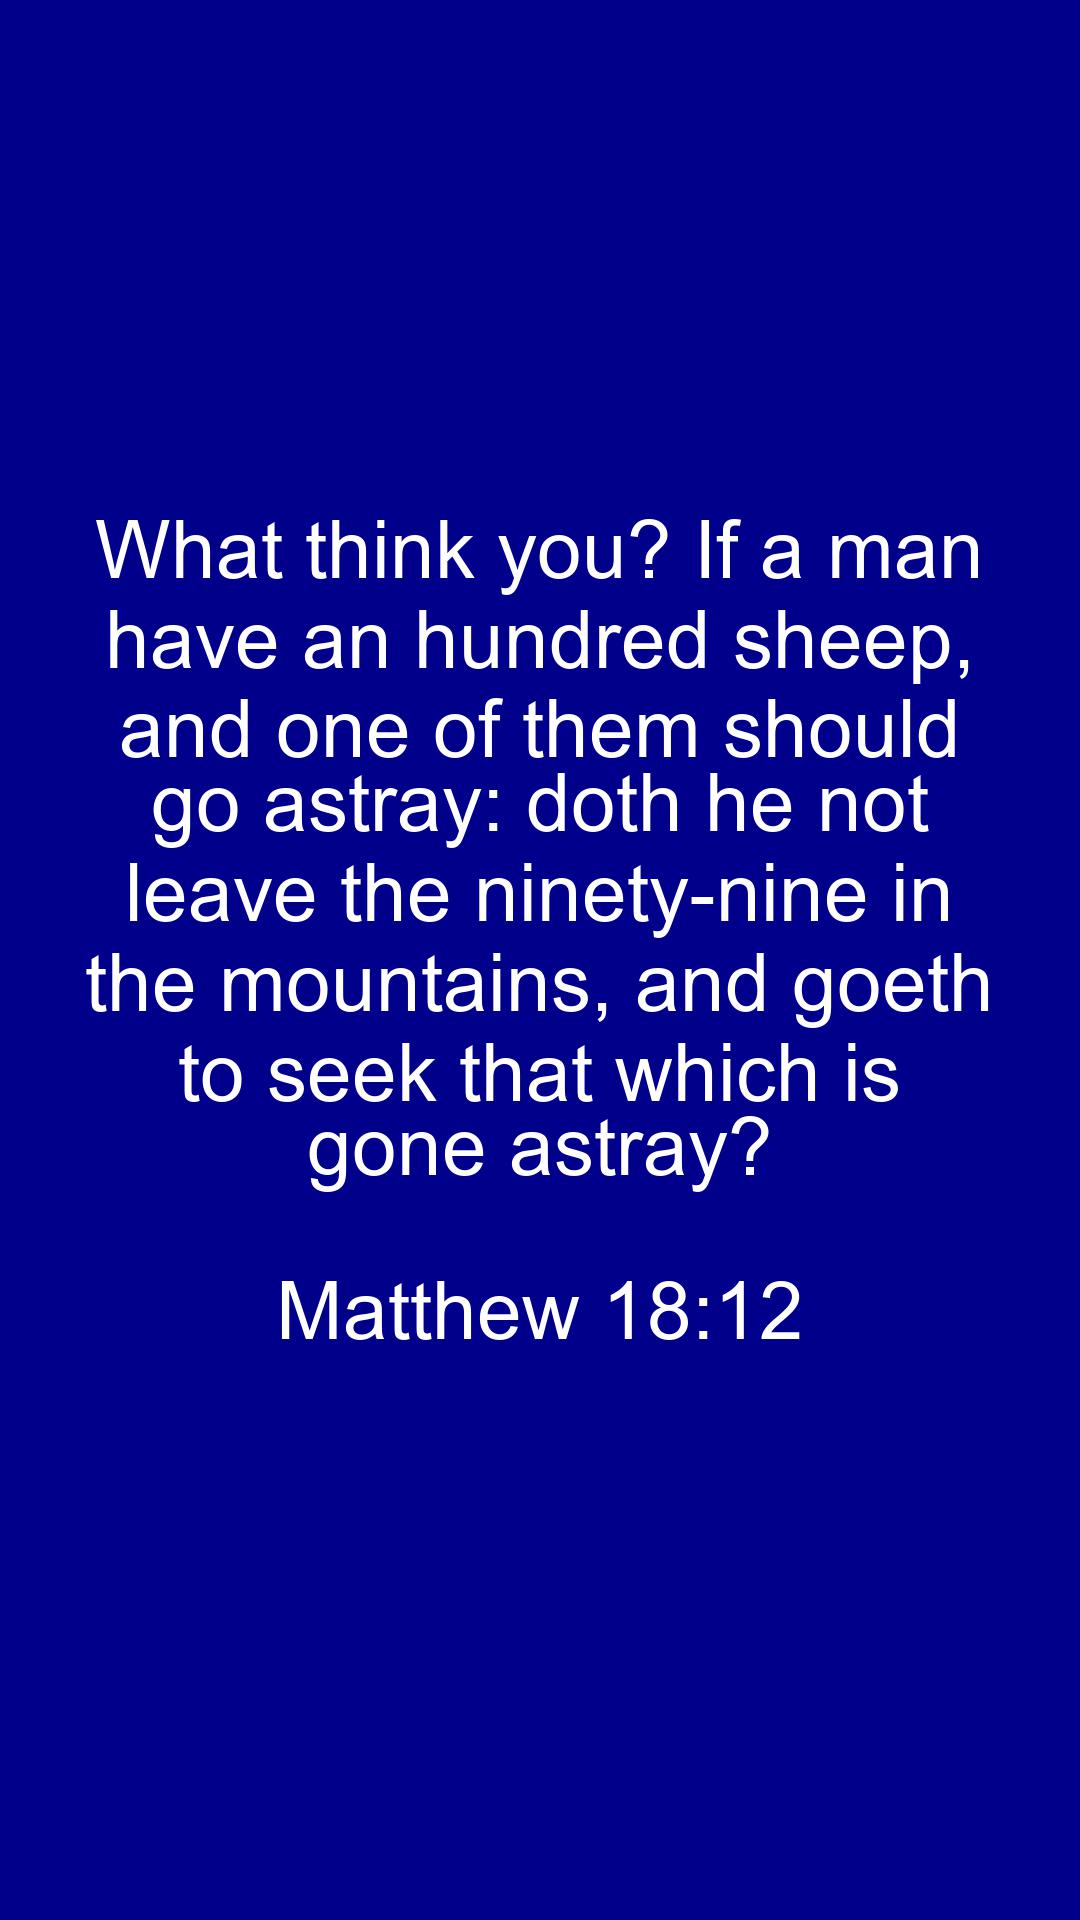 What think you? If a man
have an hundred sheep,
and one of them should
go astray: doth he not
leave the ninety-nine in
the mountains, and goeth
to seek that which is
gone astray?
Matthew 18:12